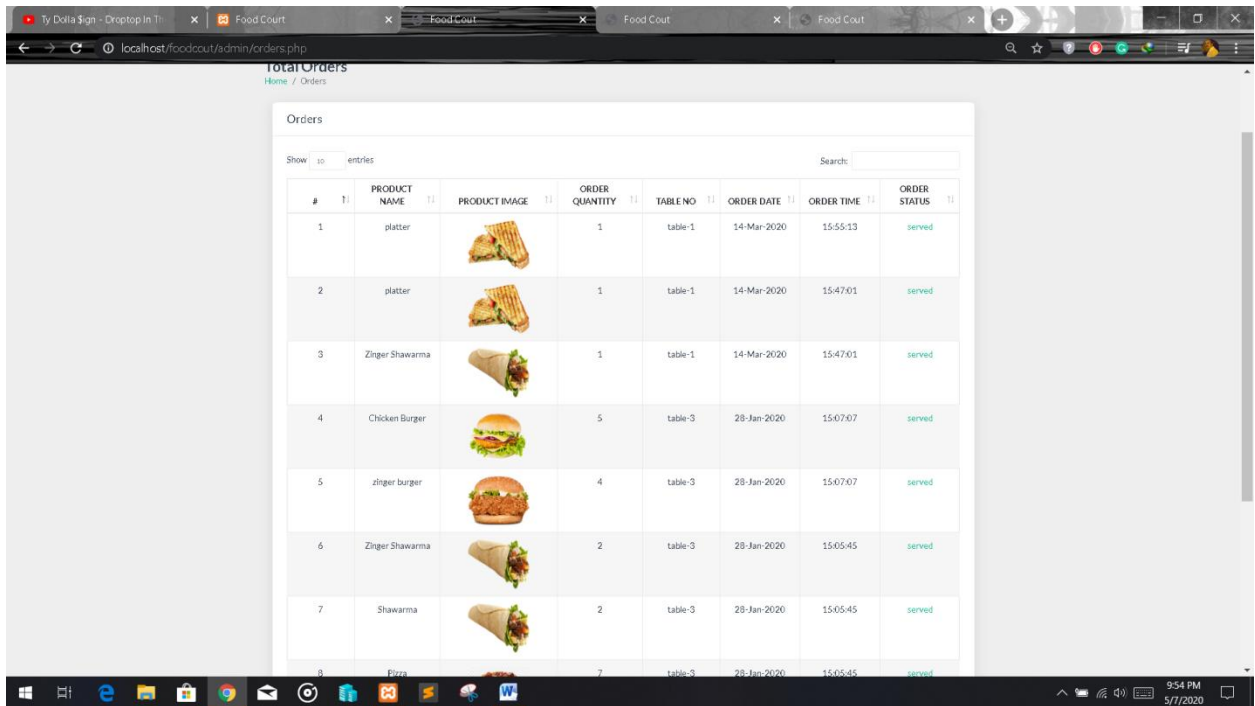 Ty Dolla $ign - Droptop In Th
Food Court
Food Cout
Food Cout
Food Cout
localhost/foodcout/admin/orders.php
Total Orders
Home / Orders
Orders
Show 10 entries
Search:
# PRODUCT NAME PRODUCT IMAGE ORDER QUANTITY TABLE NO ORDER DATE ORDER TIME ORDER STATUS
1 platter 1 table-1 14-Mar-2020 15:55:13 served
2 platter 1 table-1 14-Mar-2020 15:47:01 served
3 Zinger Shawarma 1 table-1 14-Mar-2020 15:47:01 served
4 Chicken Burger 5 table-3 28-Jan-2020 15:07:07 served
5 zinger burger 4 table-3 28-Jan-2020 15:07:07 served
6 Zinger Shawarma 2 table-3 28-Jan-2020 15:05:45 served
7 Shawarma 2 table-3 28-Jan-2020 15:05:45 served
8 Pizza 7 table-3 28-Jan-2020 15:05:45 served
9:54 PM
5/7/2020